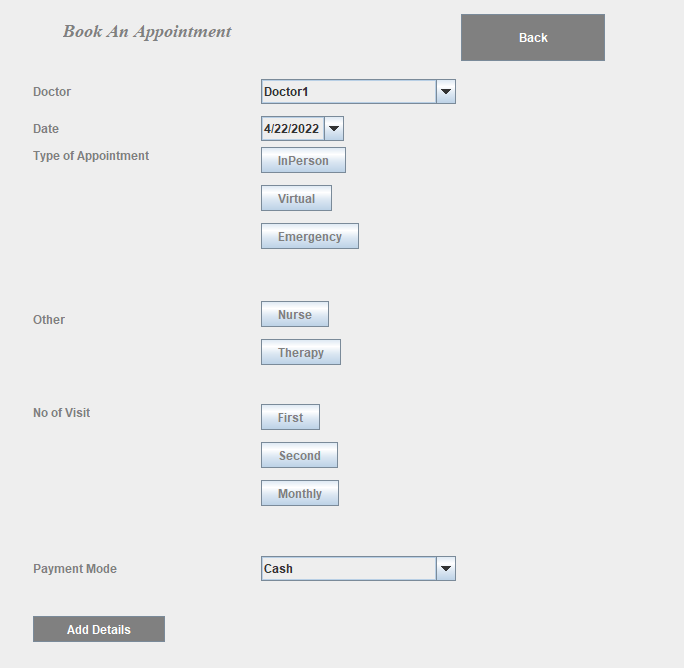 Book An Appointment
Back
Doctor
Doctor1
Date
4/22/2022
Type of Appointment
InPerson
Virtual
Emergency
Other
Nurse
Therapy
No of Visit
First
Second
Monthly
Payment Mode
Cash
Add Details